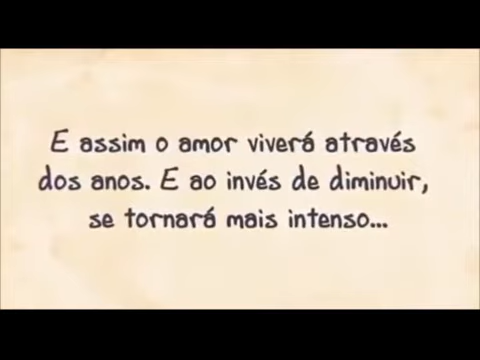 E assim o amor viverá através
dos anos. E ao invés de diminuir,
se tornará mais intenso...